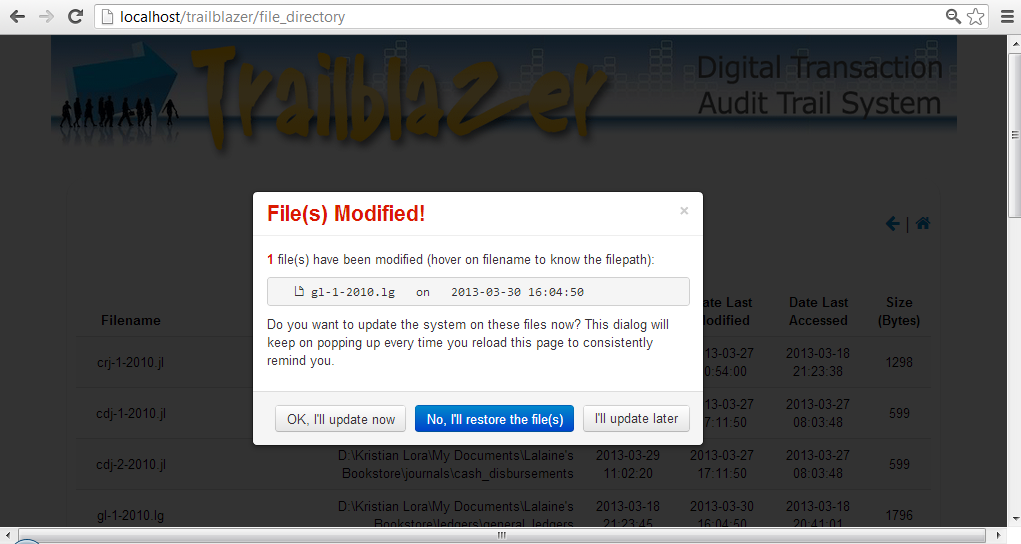 localhost/trailblazer/file_directory
Trailblazer
Digital Transaction
Audit Trail System
File(s) Modified!
×
1 file(s) have been modified (hover on filename to know the filepath):
gl-1-2010.lg on 2013-03-30 16:04:50
Do you want to update the system on these files now? This dialog will
keep on popping up every time you reload this page to consistently
remind you.
OK, I'll update now No, I'll restore the file(s) I'll update later
|
Filename
Last
Date Last
Accessed
Size
(Bytes)
crj-1-2010.jl
13-03-27
0:54:00
2013-03-18
21:23:38
1298
cdj-1-2010.jl
13-03-27
7:11:50
2013-03-27
08:03:48
599
cdj-2-2010.jl
D:\Kristian Lora\My Documents\Lalaine's
Bookstore\journals\cash_disbursements
2013-03-29
11:02:20
2013-03-27
17:11:50
2013-03-27
08:03:48
599
gl-1-2010.lg
D:\Kristian Lora\My Documents\Lalaine's
Bookstore\ledgers\general_ledgers
2013-03-18
21:23:45
2013-03-30
16:04:50
2013-03-18
20:41:01
1796